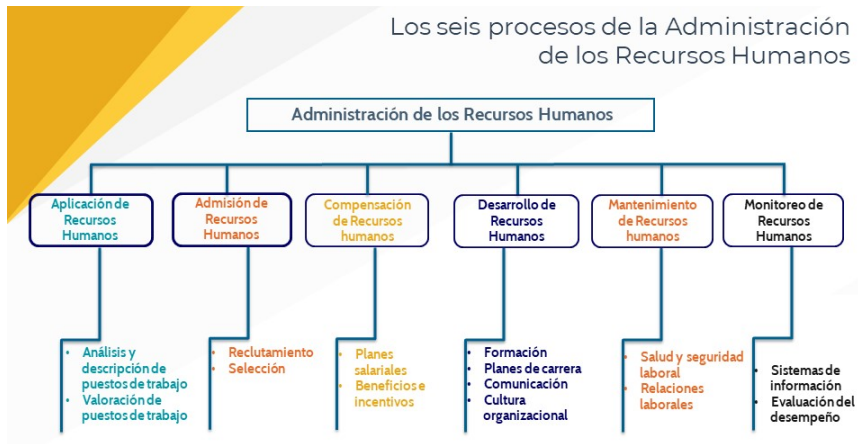 Los seis procesos de la Administración
de los Recursos Humanos
Administración de los Recursos Humanos
Aplicación de
Recursos
Humanos
Admisión de
Recursos
Humanos
Compensación
de Recursos
humanos
Desarrollo de
Recursos
Humanos
Mantenimiento
de Recursos
humanos
Monitoreo de
Recursos
Humanos
• Análisis y
descripción de
puestos de trabajo
• Valoración de
puestos de trabajo
• Reclutamiento
• Selección
• Planes
salariales
• Beneficios e
incentivos
• Formación
• Planes de carrera
• Comunicación
• Cultura
organizacional
• Salud y seguridad
laboral
• Relaciones
laborales
• Sistemas de
información
• Evaluación del
desempeño